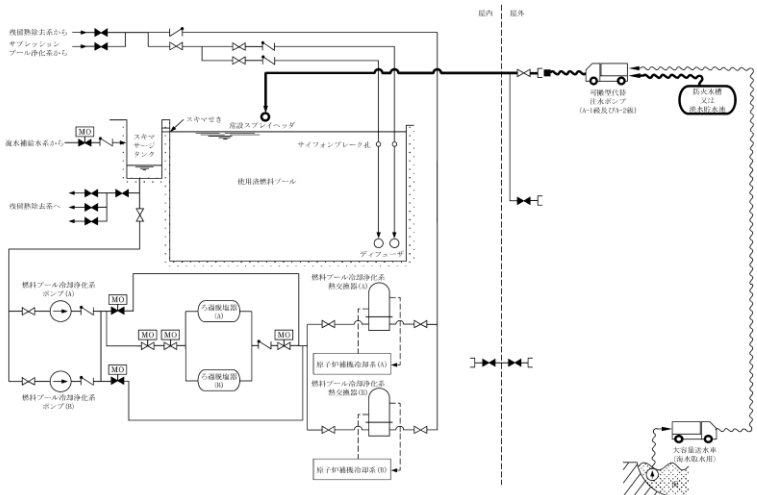 屋内
屋外
残留熱除去系から
サプレッション
プール浄化系から
可搬型代替
注水ポンプ
(A-1級及びA-2級)
防火水槽
又は
淡水貯水池
スキマせき
常設スプレイヘッダ
MO
復水補給水系から
スキマ
サージ
タンク
サイフォンブレーク孔
使用済燃料プール
残留熱除去系へ
ディフューザ
燃料プール冷却浄化系
ポンプ(A)
MO
ろ過脱塩器
(A)
燃料プール冷却浄化系
熱交換器(A)
MO
MO
MO
原子炉補機冷却系(A)
MO
ろ過脱塩器
(B)
燃料プール冷却浄化系
熱交換器(B)
燃料プール冷却浄化系
ポンプ(B)
原子炉補機冷却系(B)
大容量送水車
(海水取水用)